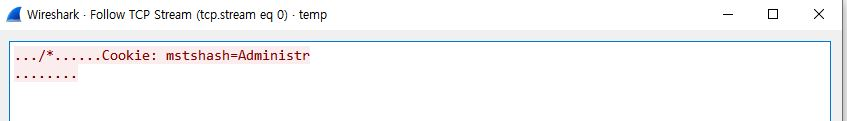 Wireshark · Follow TCP Stream (tcp.stream eq 0) · temp
.../*......Cookie: mstshash=Administr
........